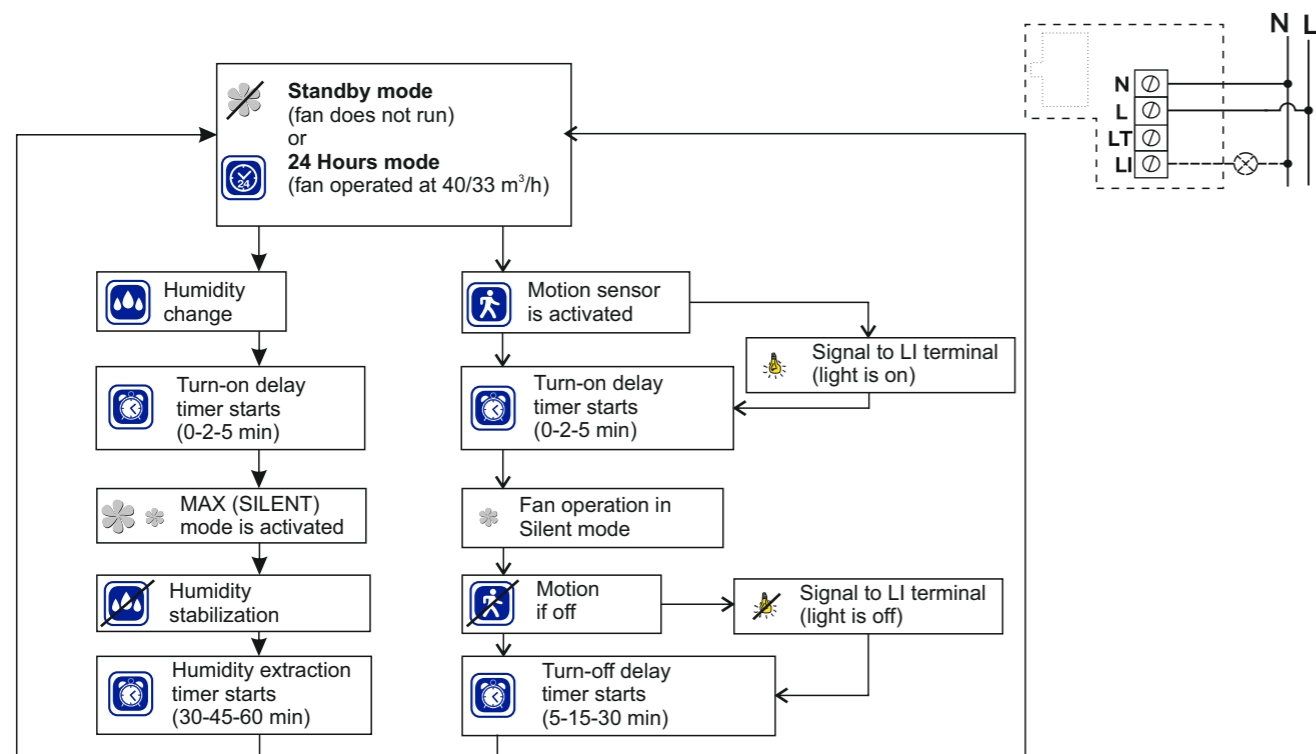 N L
Standby mode
(fan does not run)
or
24 Hours mode
(fan operated at 40/33 m³/h)
24
N
L
LT
LI
Humidity
change
Motion sensor
is activated
Signal to LI terminal
(light is on)
Turn-on delay
timer starts
(0-2-5 min)
Turn-on delay
timer starts
(0-2-5 min)
MAX (SILENT)
mode is activated
Fan operation in
Silent mode
Humidity
stabilization
Motion
if off
Signal to LI terminal
(light is off)
Humidity extraction
timer starts
(30-45-60 min)
Turn-off delay
timer starts
(5-15-30 min)